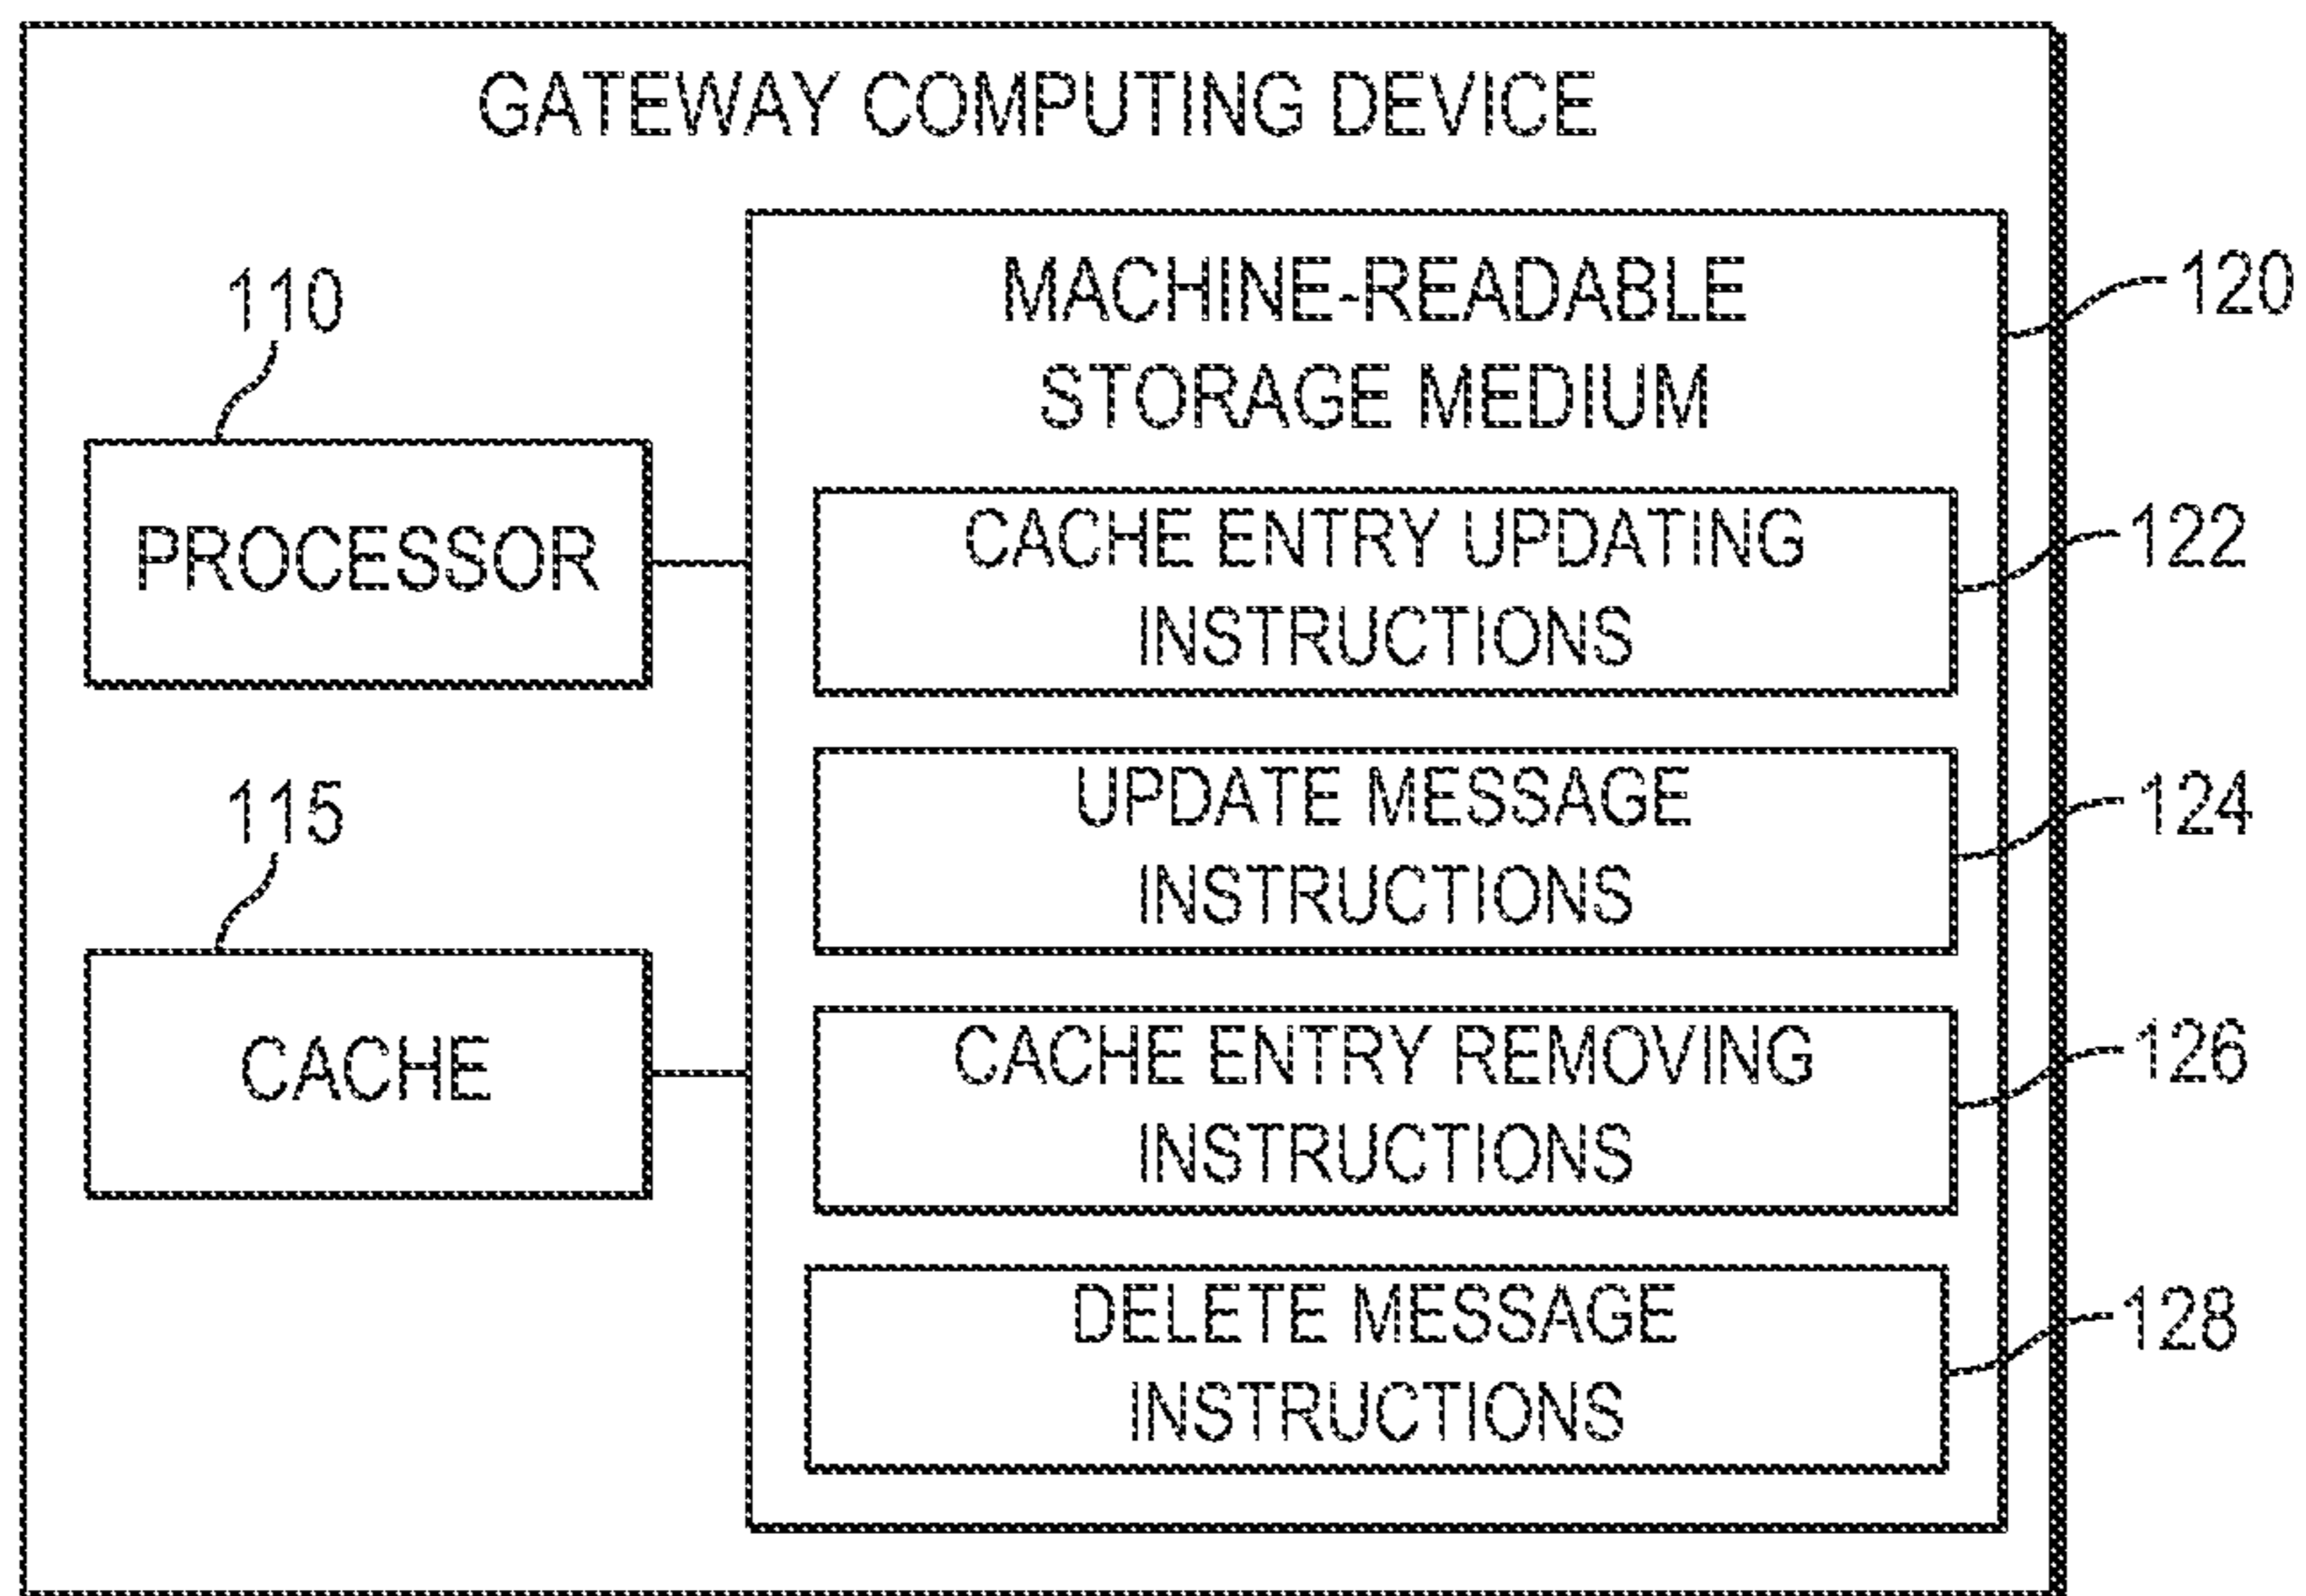 GATEWAY COMPUTING DEVICE
110
PROCESSOR
115
CACHE
MACHINE-READABLE
STORAGE MEDIUM
120
CACHE ENTRY UPDATING
INSTRUCTIONS
122
UPDATE MESSAGE
INSTRUCTIONS
124
CACHE ENTRY REMOVING
INSTRUCTIONS
126
DELETE MESSAGE
INSTRUCTIONS
128